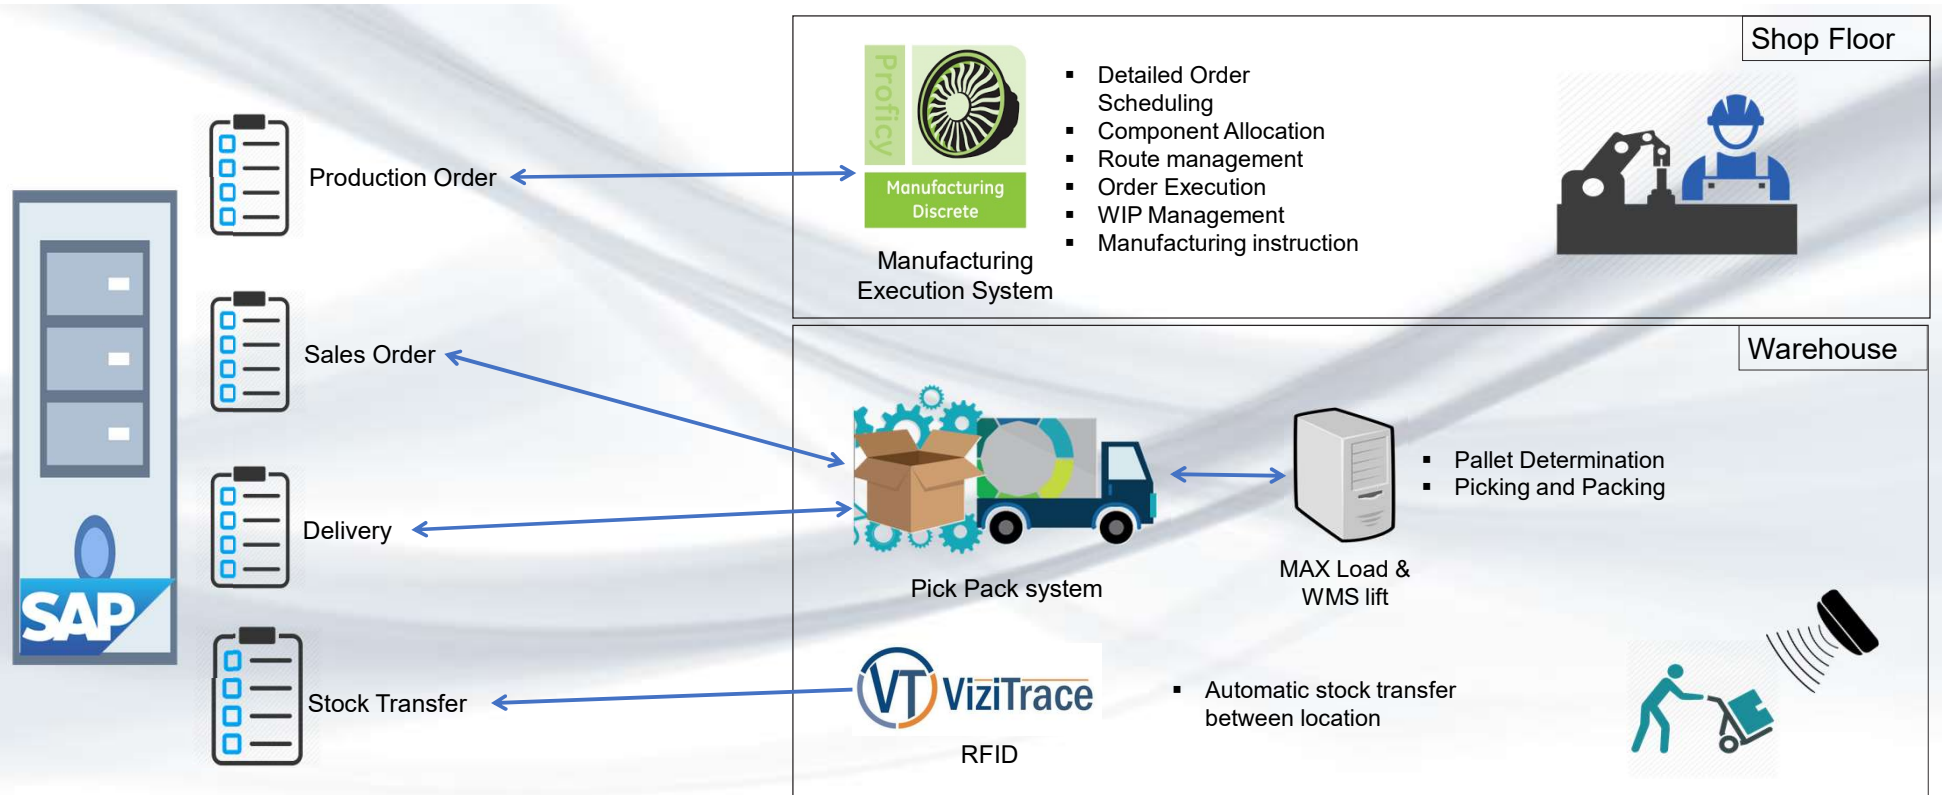 Shop Floor
Proficy
Manufacturing
Discrete
Manufacturing
Execution System
▪ Detailed Order
Scheduling
▪ Component Allocation
▪ Route management
▪ Order Execution
▪ WIP Management
▪ Manufacturing instruction
Production Order
Sales Order
Delivery
Stock Transfer
SAP
Warehouse
Pick Pack system
MAX Load &
WMS lift
▪ Pallet Determination
▪ Picking and Packing
VT ViziTrace
RFID
▪ Automatic stock transfer
between location